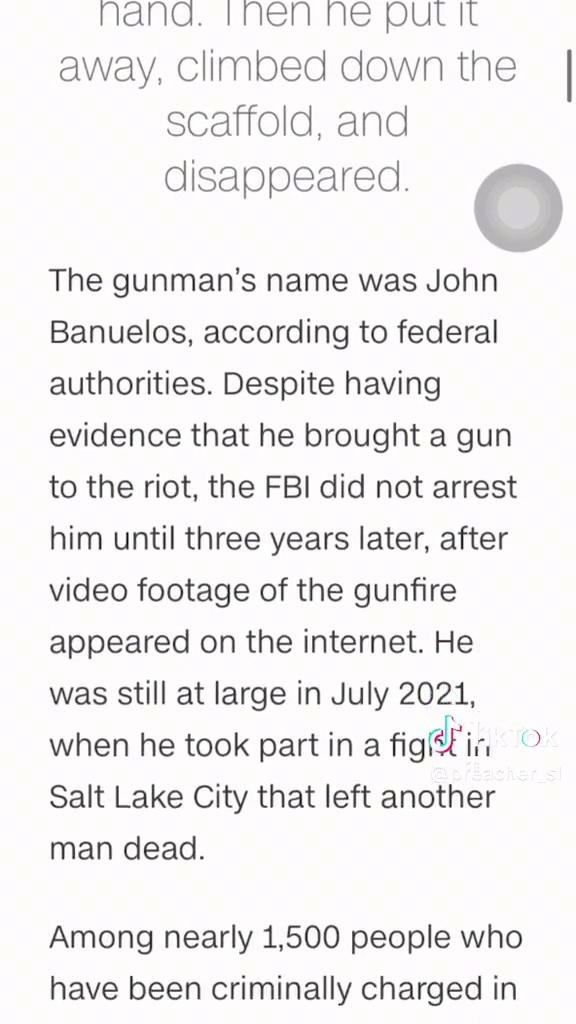 hand. Then he put it
away, climbed down the
scaffold, and
disappeared.
The gunman's name was John
Banuelos, according to federal
authorities. Despite having
evidence that he brought a gun
to the riot, the FBI did not arrest
him until three years later, after
video footage of the gunfire
appeared on the internet. He
was still at large in July 2021,
when he took part in a fight in
Salt Lake City that left another
man dead.
Among nearly 1,500 people who
have been criminally charged in
TikTok
@preacher_sl